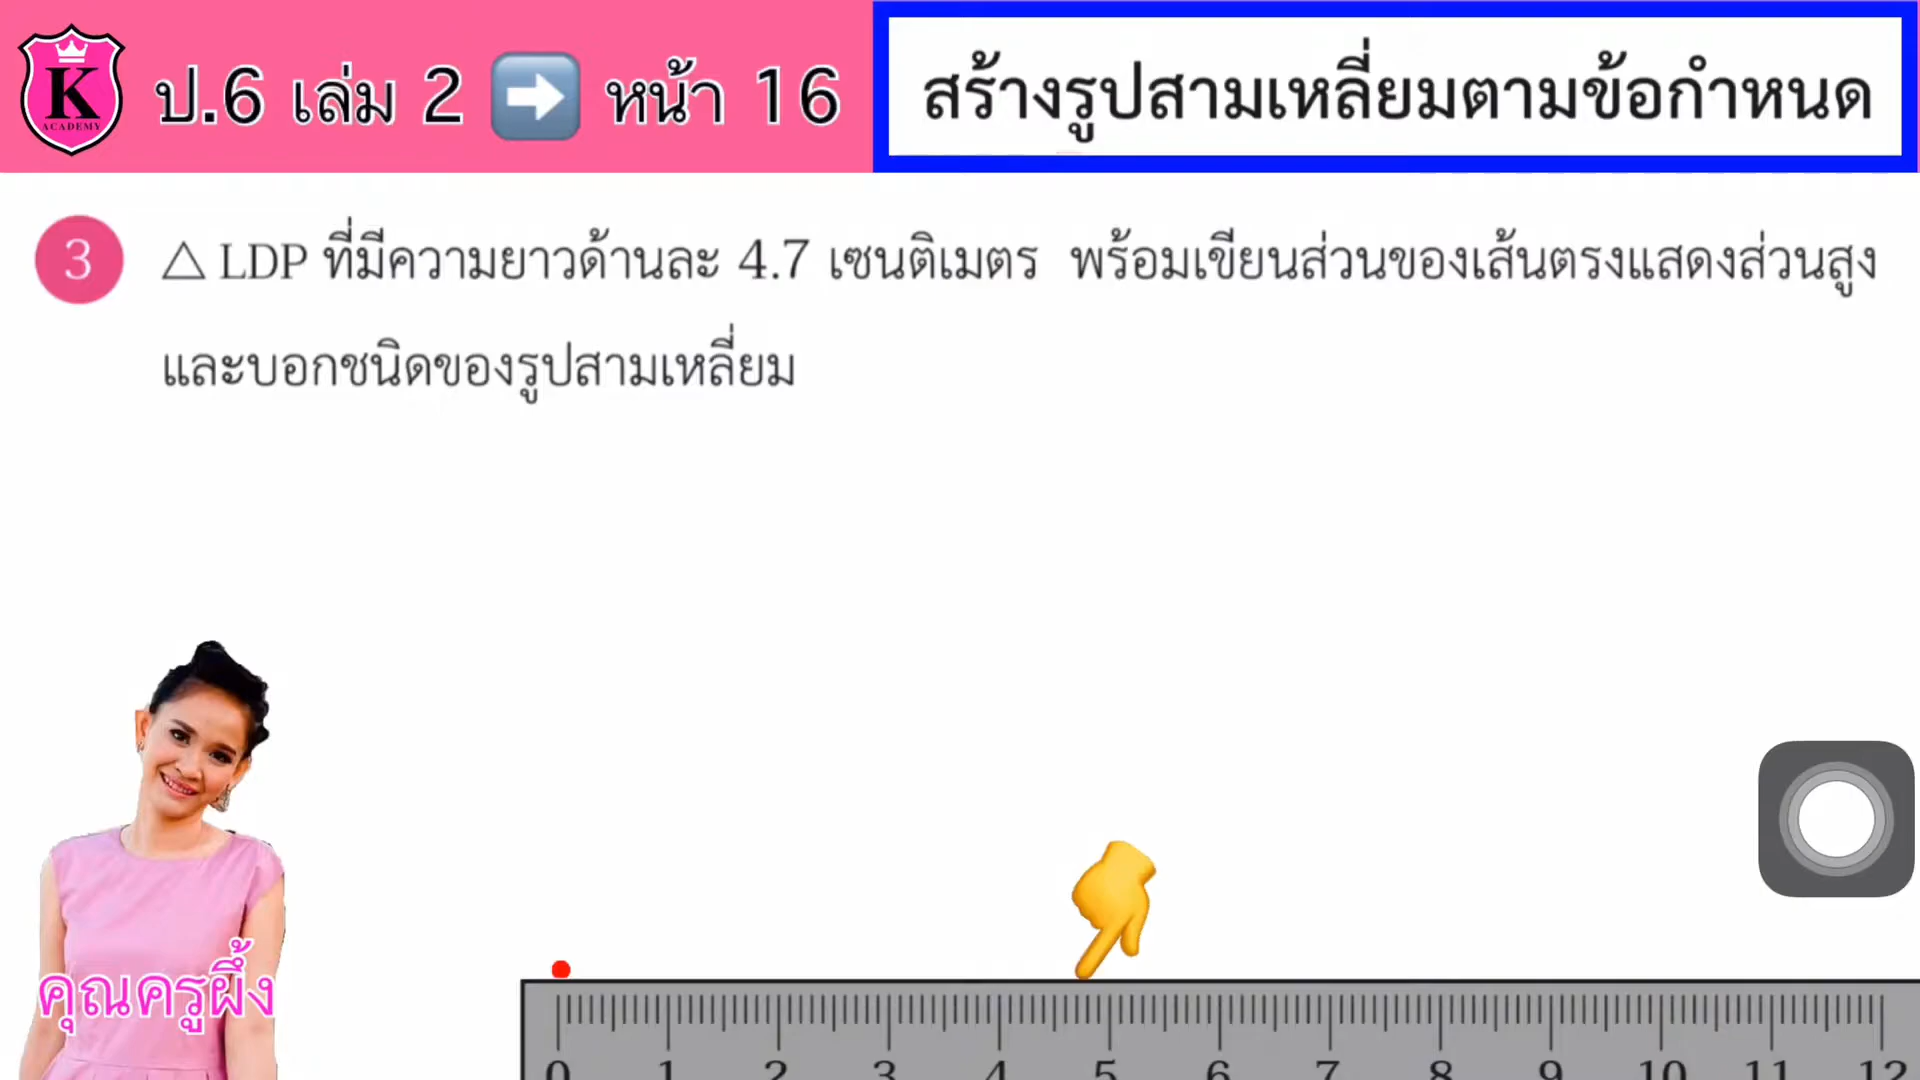 K
ACADEMY
ป.6 เล่ม 2 ➡ หน้า 16
สร้างรูปสามเหลี่ยมตามข้อกำหนด
3 △ LDP ที่มีความยาวด้านละ 4.7 เซนติเมตร พร้อมเขียนส่วนของเส้นตรงแสดงส่วนสูง
และบอกชนิดของรูปสามเหลี่ยม
คุณครูผึ้ง
0 1 2 3 4 5 6 7 8 9 10 11 12